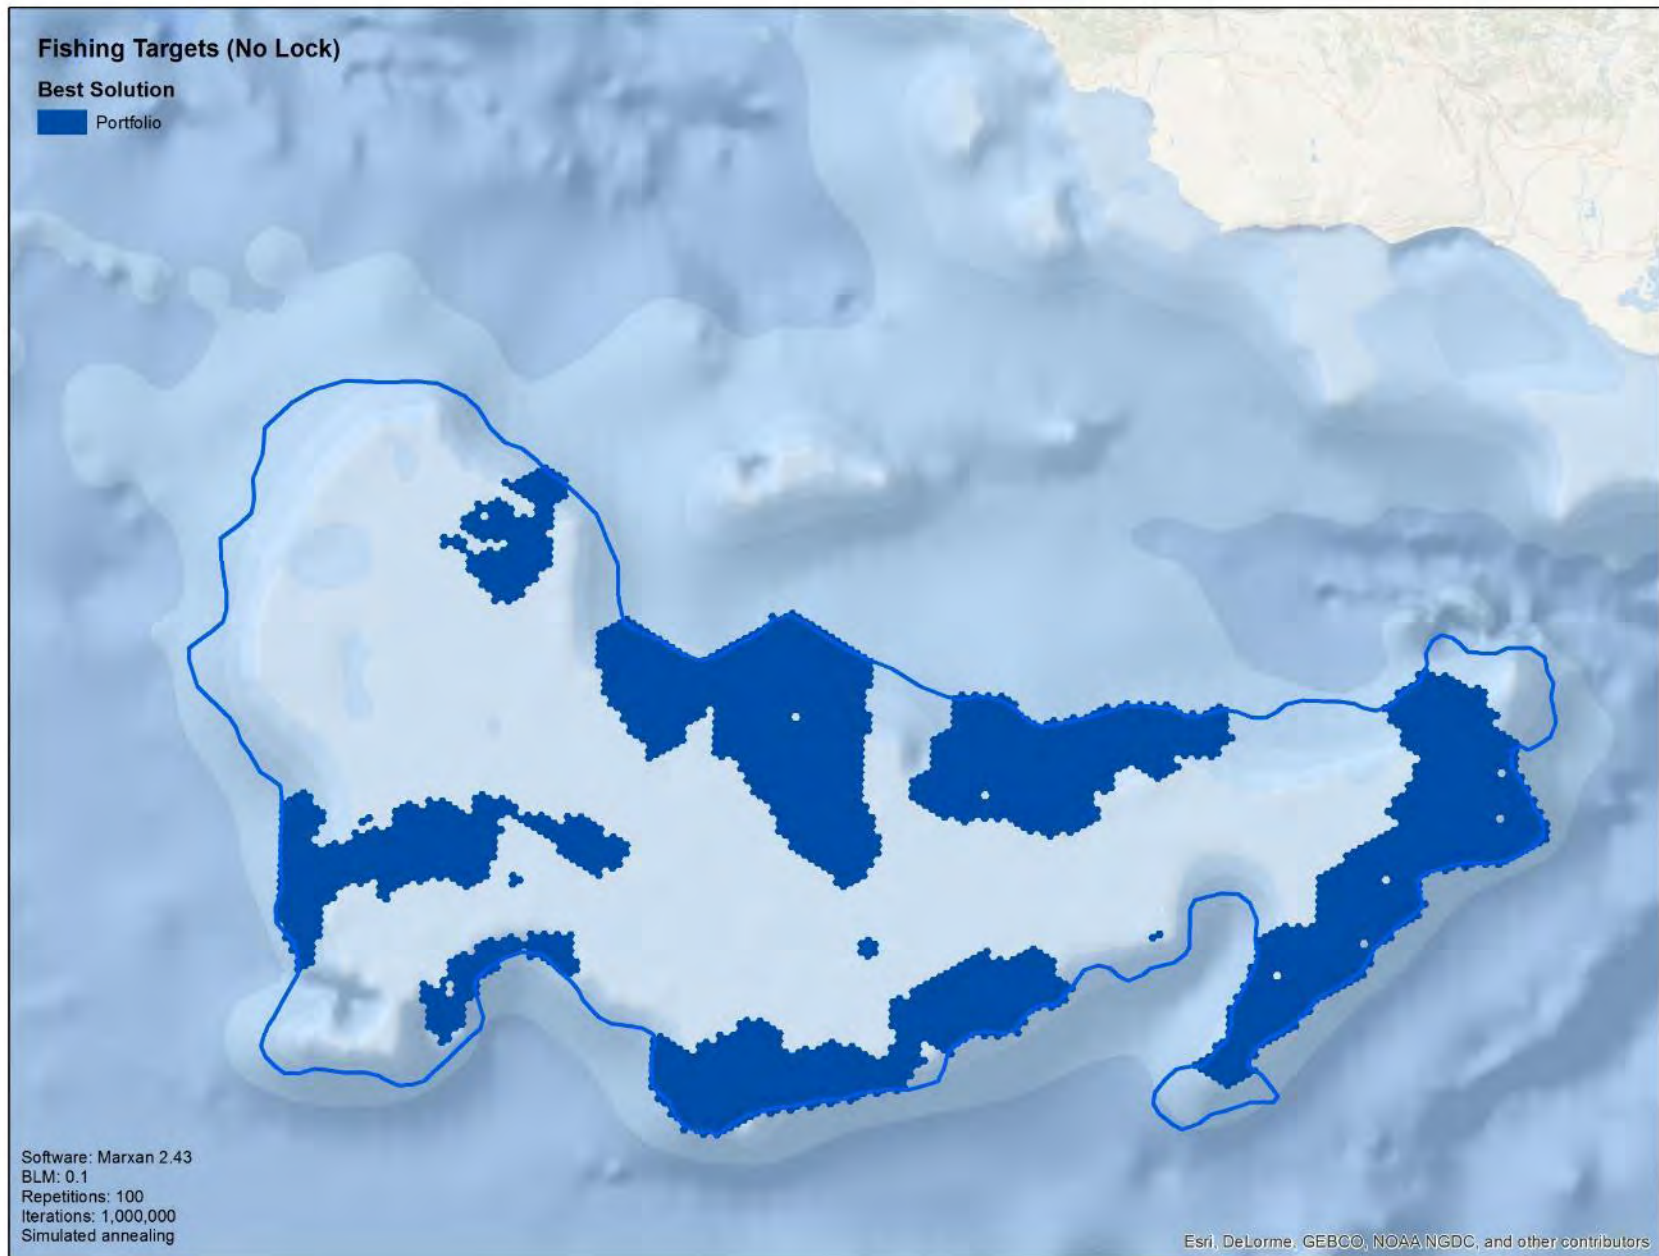 Fishing Targets (No Lock)
Best Solution
Portfolio
Software: Marxan 2.43
BLM: 0.1
Repetitions: 100
Iterations: 1,000,000
Simulated annealing
Esri, DeLorme, GEBCO, NOAA NGDC, and other contributors